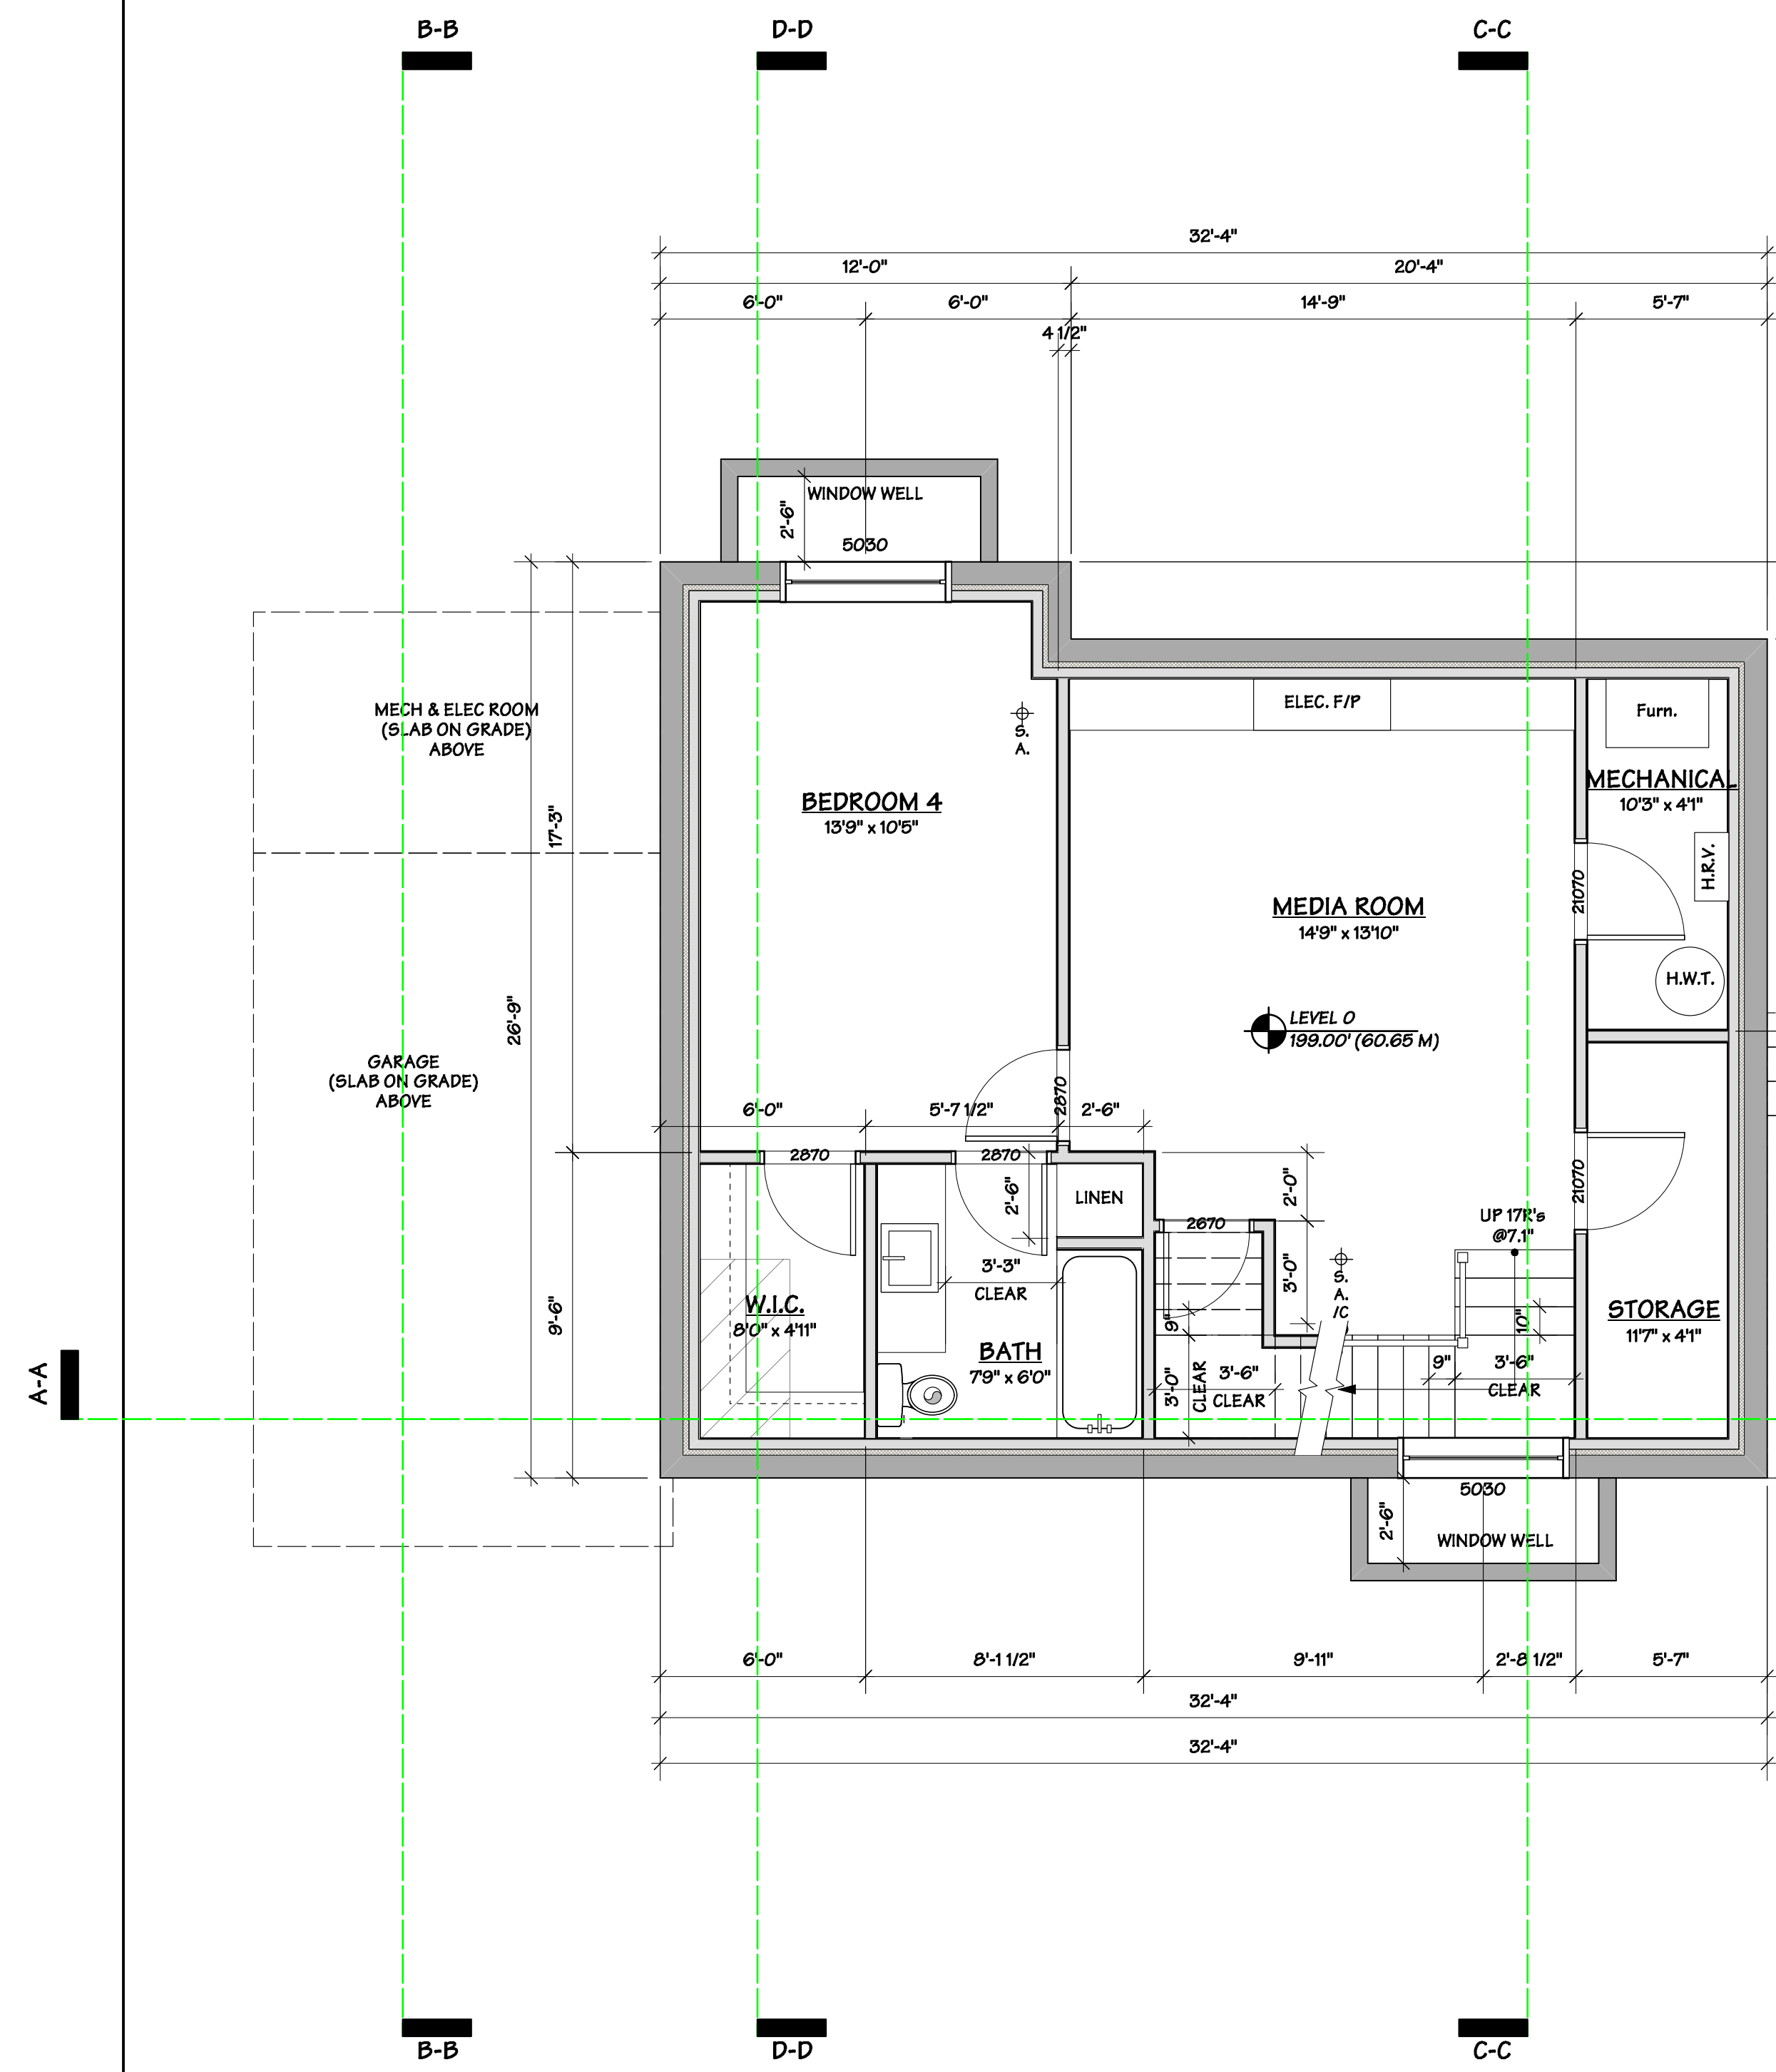 B-B
D-D
C-C
32'-4"
12'-0"
20'-4"
6'-0"
6'-0"
14'-9"
5'-7"
4 1/2"
WINDOW WELL
2'-6"
5030
MECH & ELEC ROOM
(SLAB ON GRADE)
ABOVE
ELEC. F/P
Furn.
S.
A.
MECHANICAL
10'3" x 4'1"
BEDROOM 4
13'9" x 10'5"
17'-3"
H.R.V.
21070
MEDIA ROOM
14'9" x 13'10"
H.W.T.
26'-9"
LEVEL 0
199.00' (60.65 M)
GARAGE
(SLAB ON GRADE)
ABOVE
6'-0"
5'-7 1/2"
2870
2'-6"
2870
2870
2'-6"
LINEN
2'-0"
21070
2670
UP 17R's
@7.1"
3'-3"
CLEAR
3'-0"
S.
A.
/C
9'-6"
W.I.C.
8'0" x 4'11"
9"
10"
STORAGE
11'7" x 4'1"
BATH
7'9" x 6'0"
3'-0"
CLEAR
3'-6"
CLEAR
9"
3'-6"
CLEAR
A-A
5030
2'-6"
WINDOW WELL
6'-0"
8'-1 1/2"
9'-11"
2'-8 1/2"
5'-7"
32'-4"
32'-4"
B-B
D-D
C-C